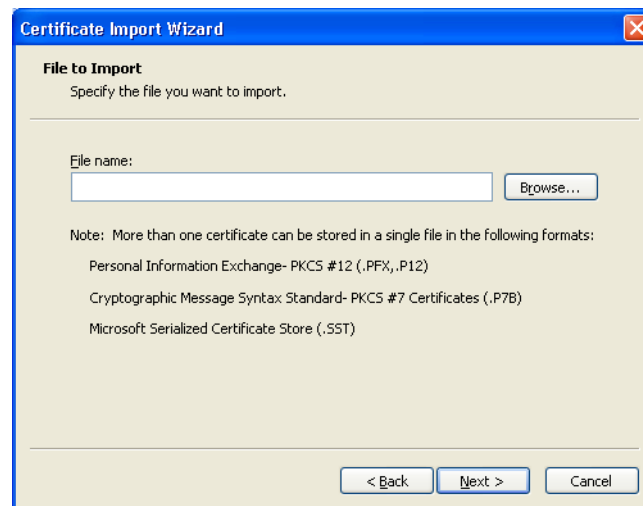 Certificate Import Wizard
File to Import
Specify the file you want to import.
File name:
Browse...
Note: More than one certificate can be stored in a single file in the following formats:
Personal Information Exchange- PKCS #12 (.PFX,.P12)
Cryptographic Message Syntax Standard- PKCS #7 Certificates (.P7B)
Microsoft Serialized Certificate Store (.SST)
< Back Next > Cancel